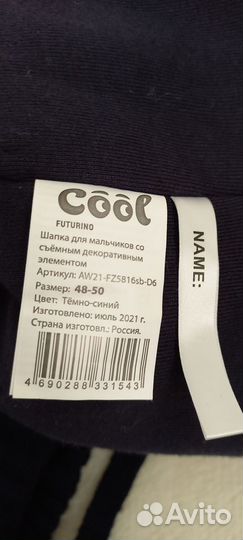 cool
FUTURINO
Шапка для мальчиков со
съёмным декоративным
элементом
Артикул: AW21-FZ5816sb-D6
Размер: 48-50
Цвет: Тёмно-синий
Изготовлено: июль 2021 г.
Страна изготовл.: Россия.
4 690288 331543
NAME:
Avito